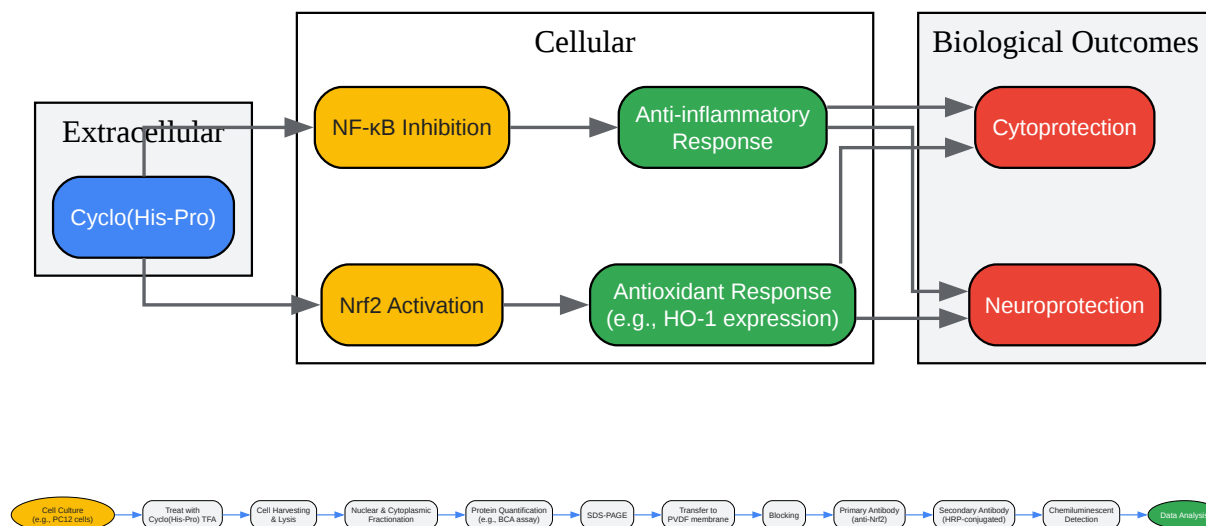 Cellular
Biological Outcomes
Extracellular
NF-κB Inhibition
Anti-inflammatory
Response
Cytoprotection
Cyclo(His-Pro)
Nrf2 Activation
Antioxidant Response
(e.g., HO-1 expression)
Neuroprotection
Cell Culture
(e.g., PC12 cells)
Treat with
Cyclo(His-Pro) TFA
Cell Harvesting
& Lysis
Nuclear & Cytoplasmic
Fractionation
Protein Quantification
(e.g., BCA assay)
SDS-PAGE
Transfer to
PVDF membrane
Blocking
Primary Antibody
(anti-Nrf2)
Secondary Antibody
(HRP-conjugated)
Chemiluminescent
Detection
Data Analysis